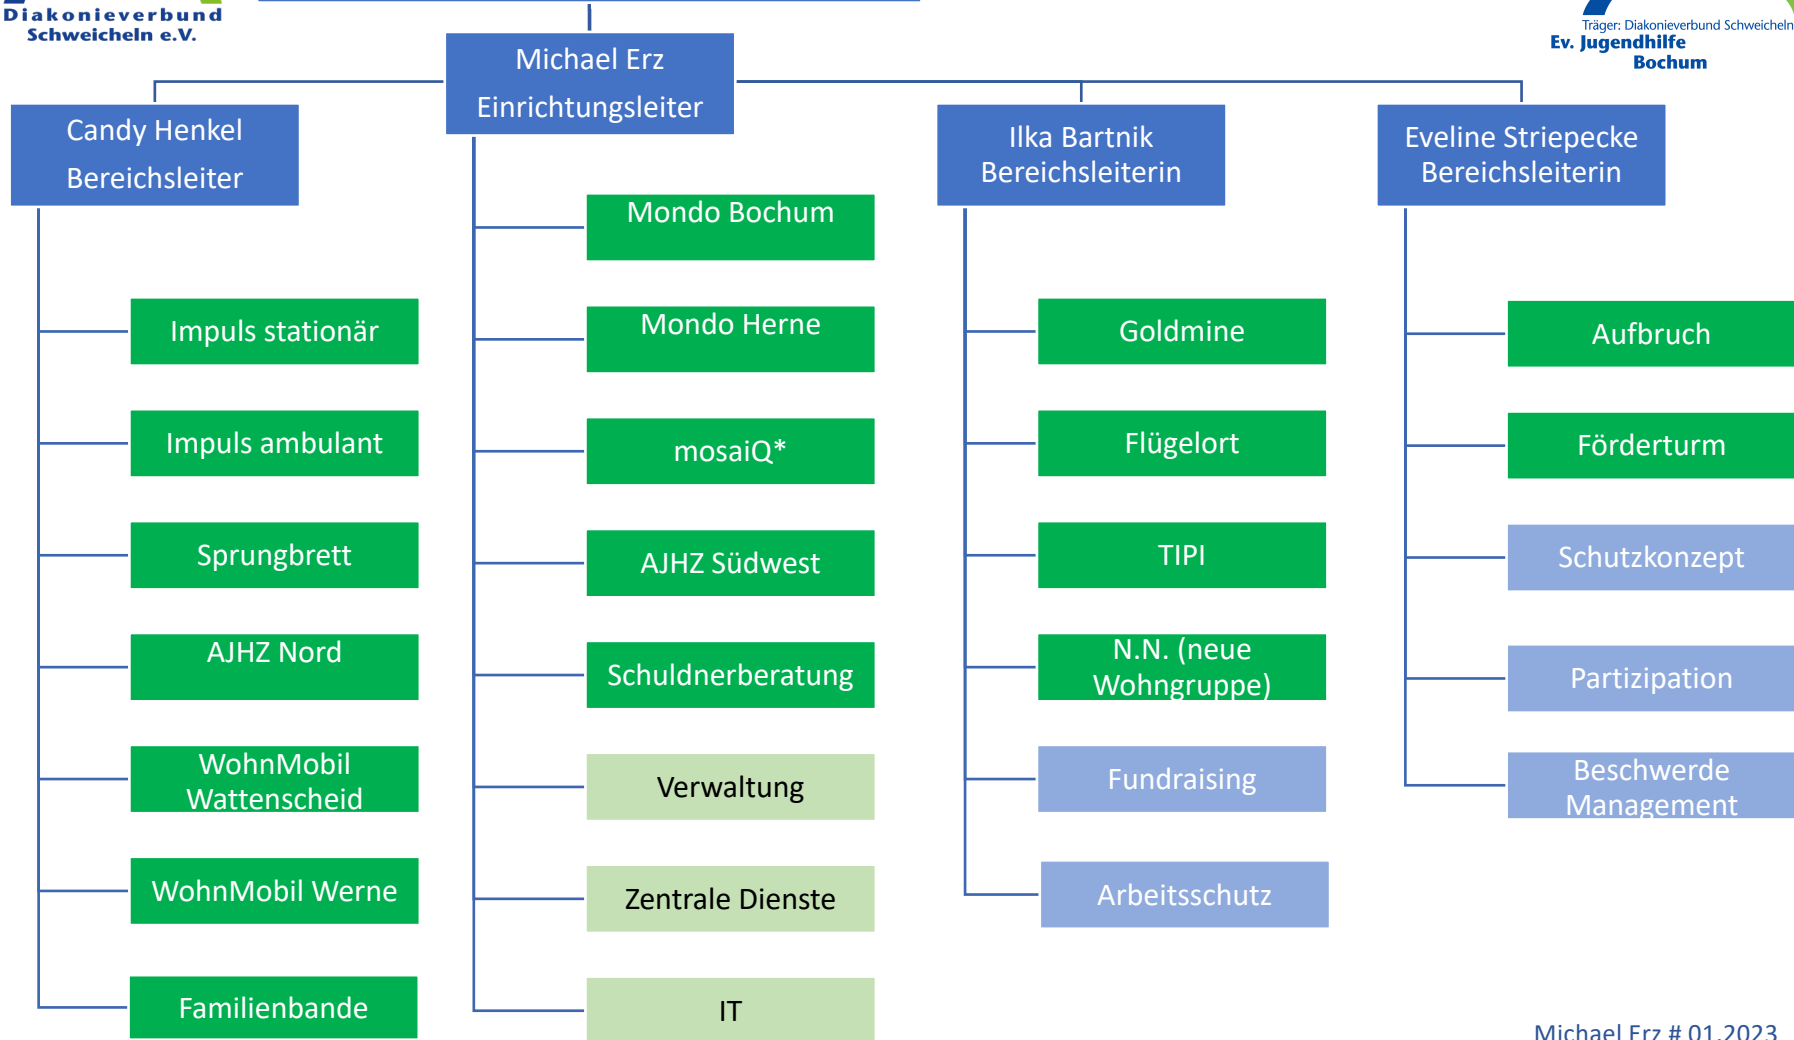 Diakonieverbund
Schweicheln e.V.
Träger: Diakonieverbund Schweicheln
Ev. Jugendhilfe
Bochum
Michael Erz
Einrichtungsleiter
Candy Henkel
Bereichsleiter
Ilka Bartnik
Bereichsleiterin
Eveline Striepecke
Bereichsleiterin
Impuls stationär
Impuls ambulant
Sprungbrett
AJHZ Nord
WohnMobil
Wattenscheid
WohnMobil Werne
Familienbande
Mondo Bochum
Mondo Herne
mosaiQ*
AJHZ Südwest
Schuldnerberatung
Verwaltung
Zentrale Dienste
IT
Goldmine
Flügelort
TIPI
N.N. (neue
Wohngruppe)
Fundraising
Arbeitsschutz
Aufbruch
Förderturm
Schutzkonzept
Partizipation
Beschwerde
Management
Michael Erz # 01.2023